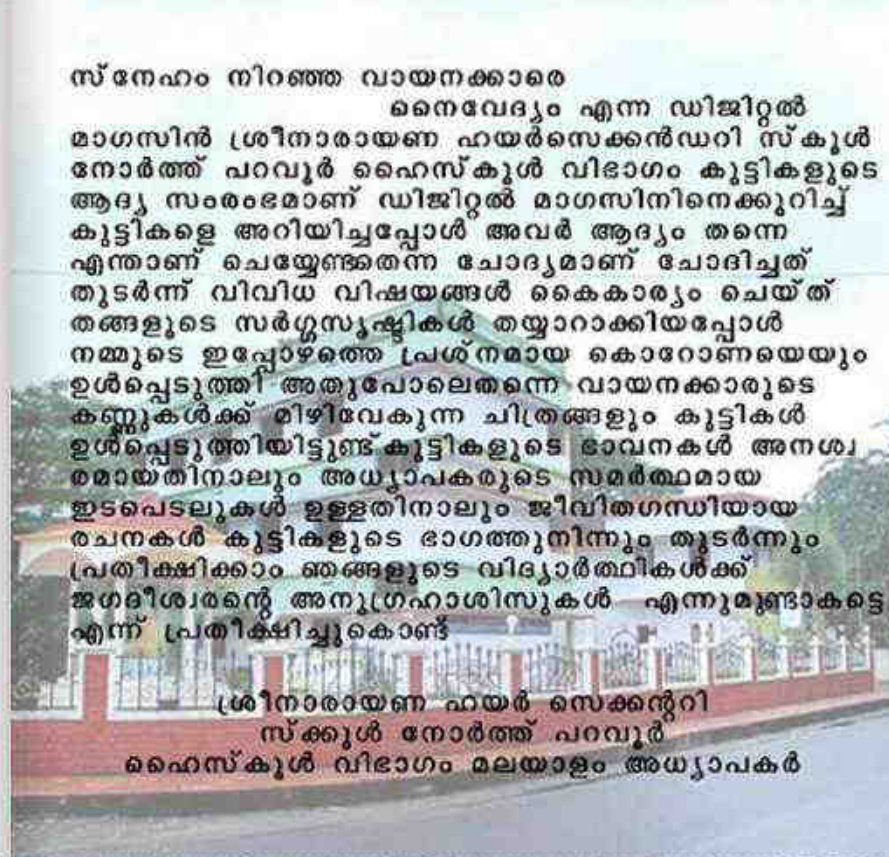 സ്നേഹം നിറഞ്ഞ വായനക്കാരെ
നൈവേദ്യം എന്ന ഡിജിറ്റൽ
മാഗസിൻ ശ്രീനാരായണ ഹയർസെക്കൻഡറി സ്കൂൾ
നോർത്ത് പറവൂർ ഹൈസ്കൂൾ വിഭാഗം കുട്ടികളുടെ
ആദ്യ സംരംഭമാണ് ഡിജിറ്റൽ മാഗസിനിനെക്കുറിച്ച്
കുട്ടികളെ അറിയിച്ചപ്പോൾ അവർ ആദ്യം തന്നെ
എന്താണ് ചെയ്യേണ്ടതെന്ന ചോദ്യമാണ് ചോദിച്ചത്
തുടർന്ന് വിവിധ വിഷയങ്ങൾ കൈകാര്യം ചെയ്ത്
തങ്ങളുടെ സർഗ്ഗസൃഷ്ടികൾ തയ്യാറാക്കിയപ്പോൾ
നമ്മുടെ ഇപ്പോഴത്തെ പ്രശ്നമായ കൊറോണയെയും
ഉൾപ്പെടുത്തി അതുപോലെതന്നെ വായനക്കാരുടെ
കണ്ണുകൾക്ക് മിഴിവേകുന്ന ചിത്രങ്ങളും കുട്ടികൾ
ഉൾപ്പെടുത്തിയിട്ടുണ്ട് കുട്ടികളുടെ ഭാവനകൾ അനശ്വ
രമായതിനാലും അധ്യാപകരുടെ സമർത്ഥമായ
ഇടപെടലുകൾ ഉള്ളതിനാലും ജീവിതഗന്ധിയായ
രചനകൾ കുട്ടികളുടെ ഭാഗത്തുനിന്നും തുടർന്നും
പ്രതീക്ഷിക്കാം ഞങ്ങളുടെ വിദ്യാർത്ഥികൾക്ക്
ജഗദീശ്വരന്റെ അനുഗ്രഹാശിസുകൾ എന്നുമുണ്ടാകട്ടെ
എന്ന് പ്രതീക്ഷിച്ചുകൊണ്ട്
ശ്രീനാരായണ ഹയർ സെക്കന്ററി
സ്ക്കൂൾ നോർത്ത് പറവൂർ
ഹൈസ്കൂൾ വിഭാഗം മലയാളം അധ്യാപകർ